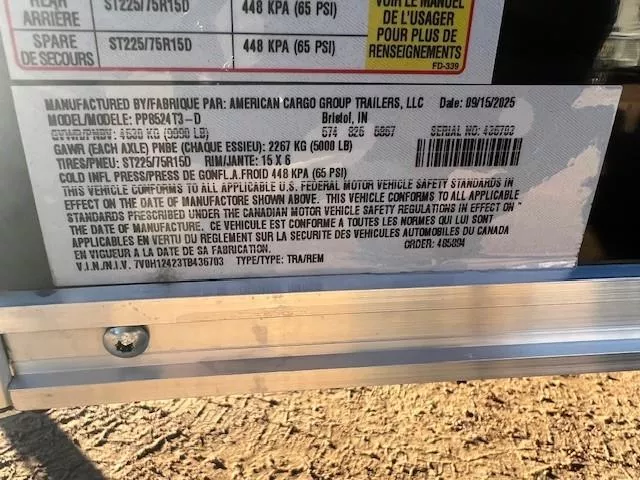 REAR ST225/75R15D 448 KPA (65 PSI)
ARRIÈRE
SPARE ST225/75R15D 448 KPA (65 PSI)
DE SECOURS
VOIR LE MANUEL
DE L'USAGER
POUR PLUS DE
RENSEIGNEMENTS
FD-339
MANUFACTURED BY/FABRIQUE PAR: AMERICAN CARGO GROUP TRAILERS, LLC Date: 09/15/2025
MODEL/MODELE: PP8524T3-D Bristol, IN
GVWR/PNBV: 4530 KG (9990 LB) 574 825 SERIAL NO: 436703
GAWR (EACH AXLE) PNBE (CHAQUE ESSIEU): 2267 KG (5000 LB)
TIRES/PNEU: ST225/75R15D RIM/JANTE: 15 X 6
COLD INFL PRESS/PRESS DE GONFL.A.FROID 448 KPA (65 PSI)
THIS VEHICLE CONFORMS TO ALL APPLICABLE U.S. FEDERAL MOTOR VEHICLE SAFETY STANDARDS IN
EFFECT ON THE DATE OF MANUFACTORE SHOWN ABOVE. THIS VEHICLE CONFORMS TO ALL APPLICABLE
STANDARDS PRESCRIBED UNDER THE CANADIAN MOTOR VEHICLE SAFETY REGULATIONS IN EFFECT ON
THE DATE OF MANUFACTURE. CE VEHICULE EST CONFORME A TOUTES LES NORMES QUI LUI SONT
APPLICABLES EN VERTU DU REGLEMENT SUR LA SECURITE DES VEHICULES AUTOMOBILES DU CANADA
EN VIGUEUR A LA DATE DE SA FABRICATION. ORDER: 485894
V.I.N./N.I.V. 7V0H12423TB436703 TYPE/TYPE: TRA/REM